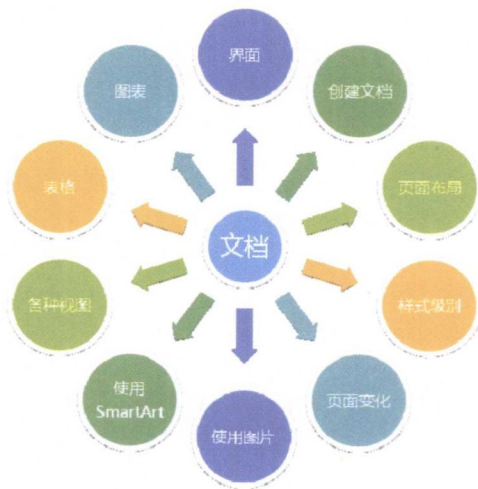 界面
创建文档
页面布局
样式级别
页面变化
使用图片
使用
SmartArt
各种视图
表格
图表
文档